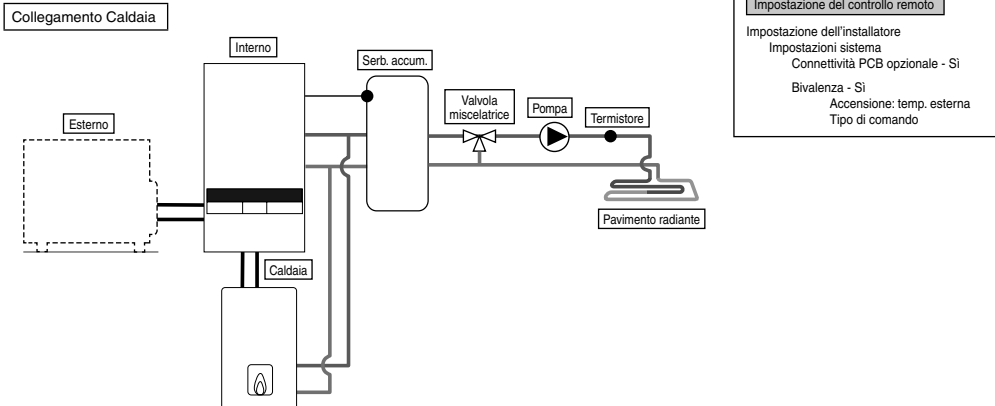 Collegamento Caldaia
Impostazione del controllo remoto
Impostazione dell'installatore
Impostazioni sistema
Connettività PCB opzionale - Sì
Bivalenza - Sì
Accensione: temp. esterna
Tipo di comando
Interno
Serb. accum.
Valvola
miscelatrice
Pompa
Termistore
Esterno
Pavimento radiante
Caldaia